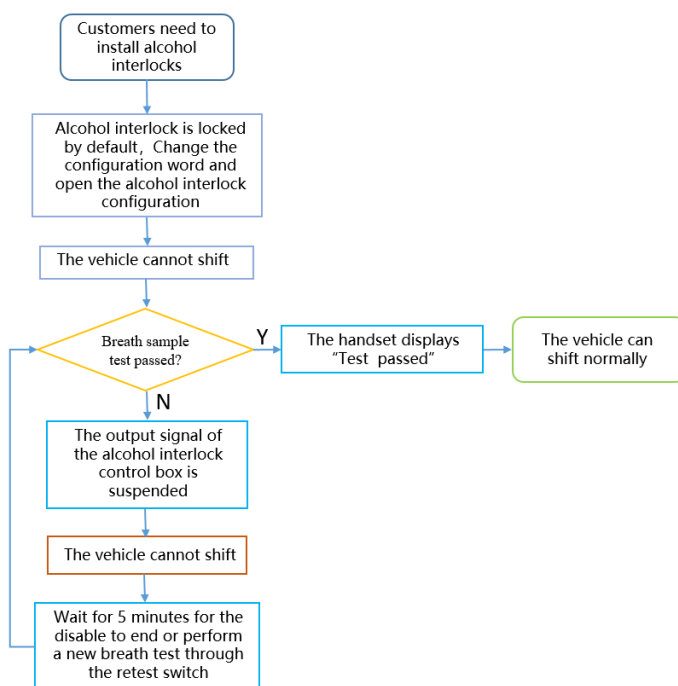 Customers need to
install alcohol
interlocks
Alcohol interlock is locked
by default, Change the
configuration word and
open the alcohol interlock
configuration
The vehicle cannot shift
Breath sample
test passed?
Y
The handset displays
“Test passed”
The vehicle can
shift normally
N
The output signal of
the alcohol interlock
control box is
suspended
The vehicle cannot shift
Wait for 5 minutes for the
disable to end or perform
a new breath test through
the retest switch